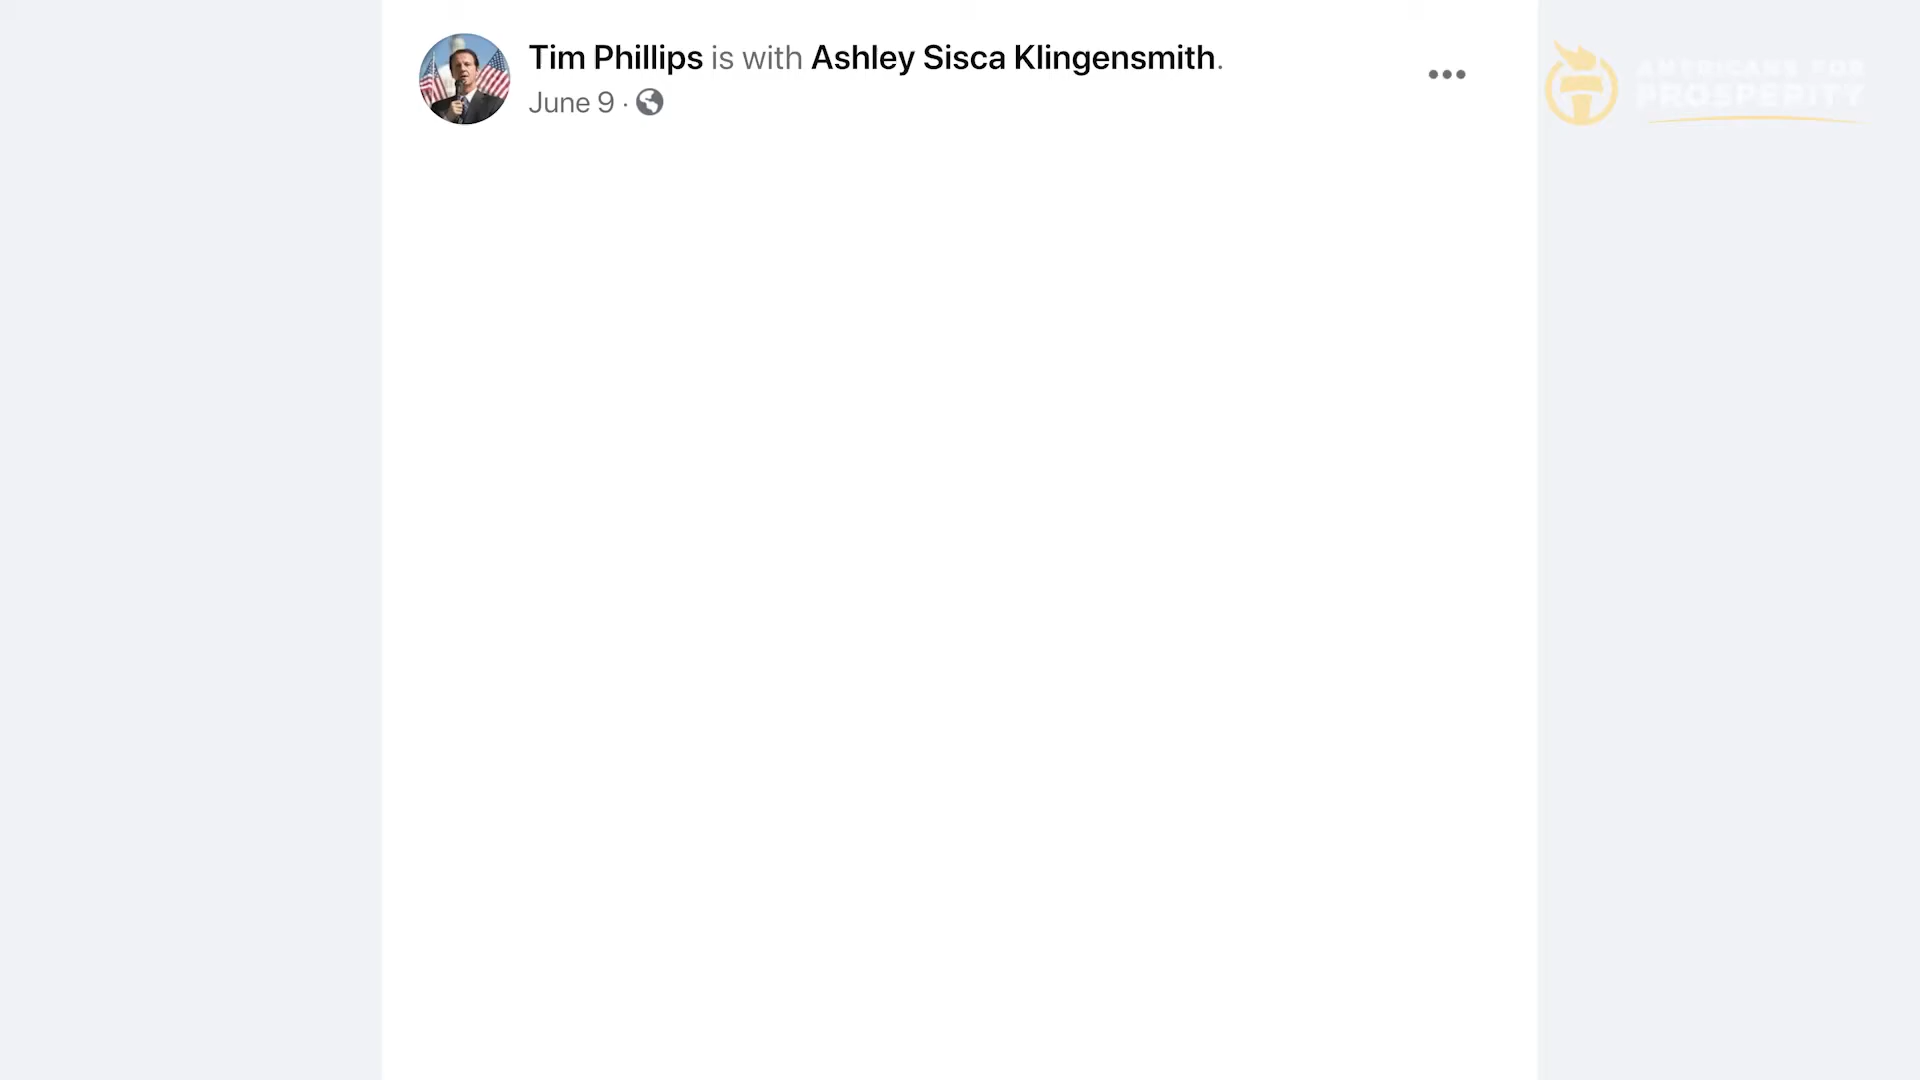 Tim Phillips is with Ashley Sisca Klingensmith.
June 9 ·
AMERICANS FOR
PROSPERITY